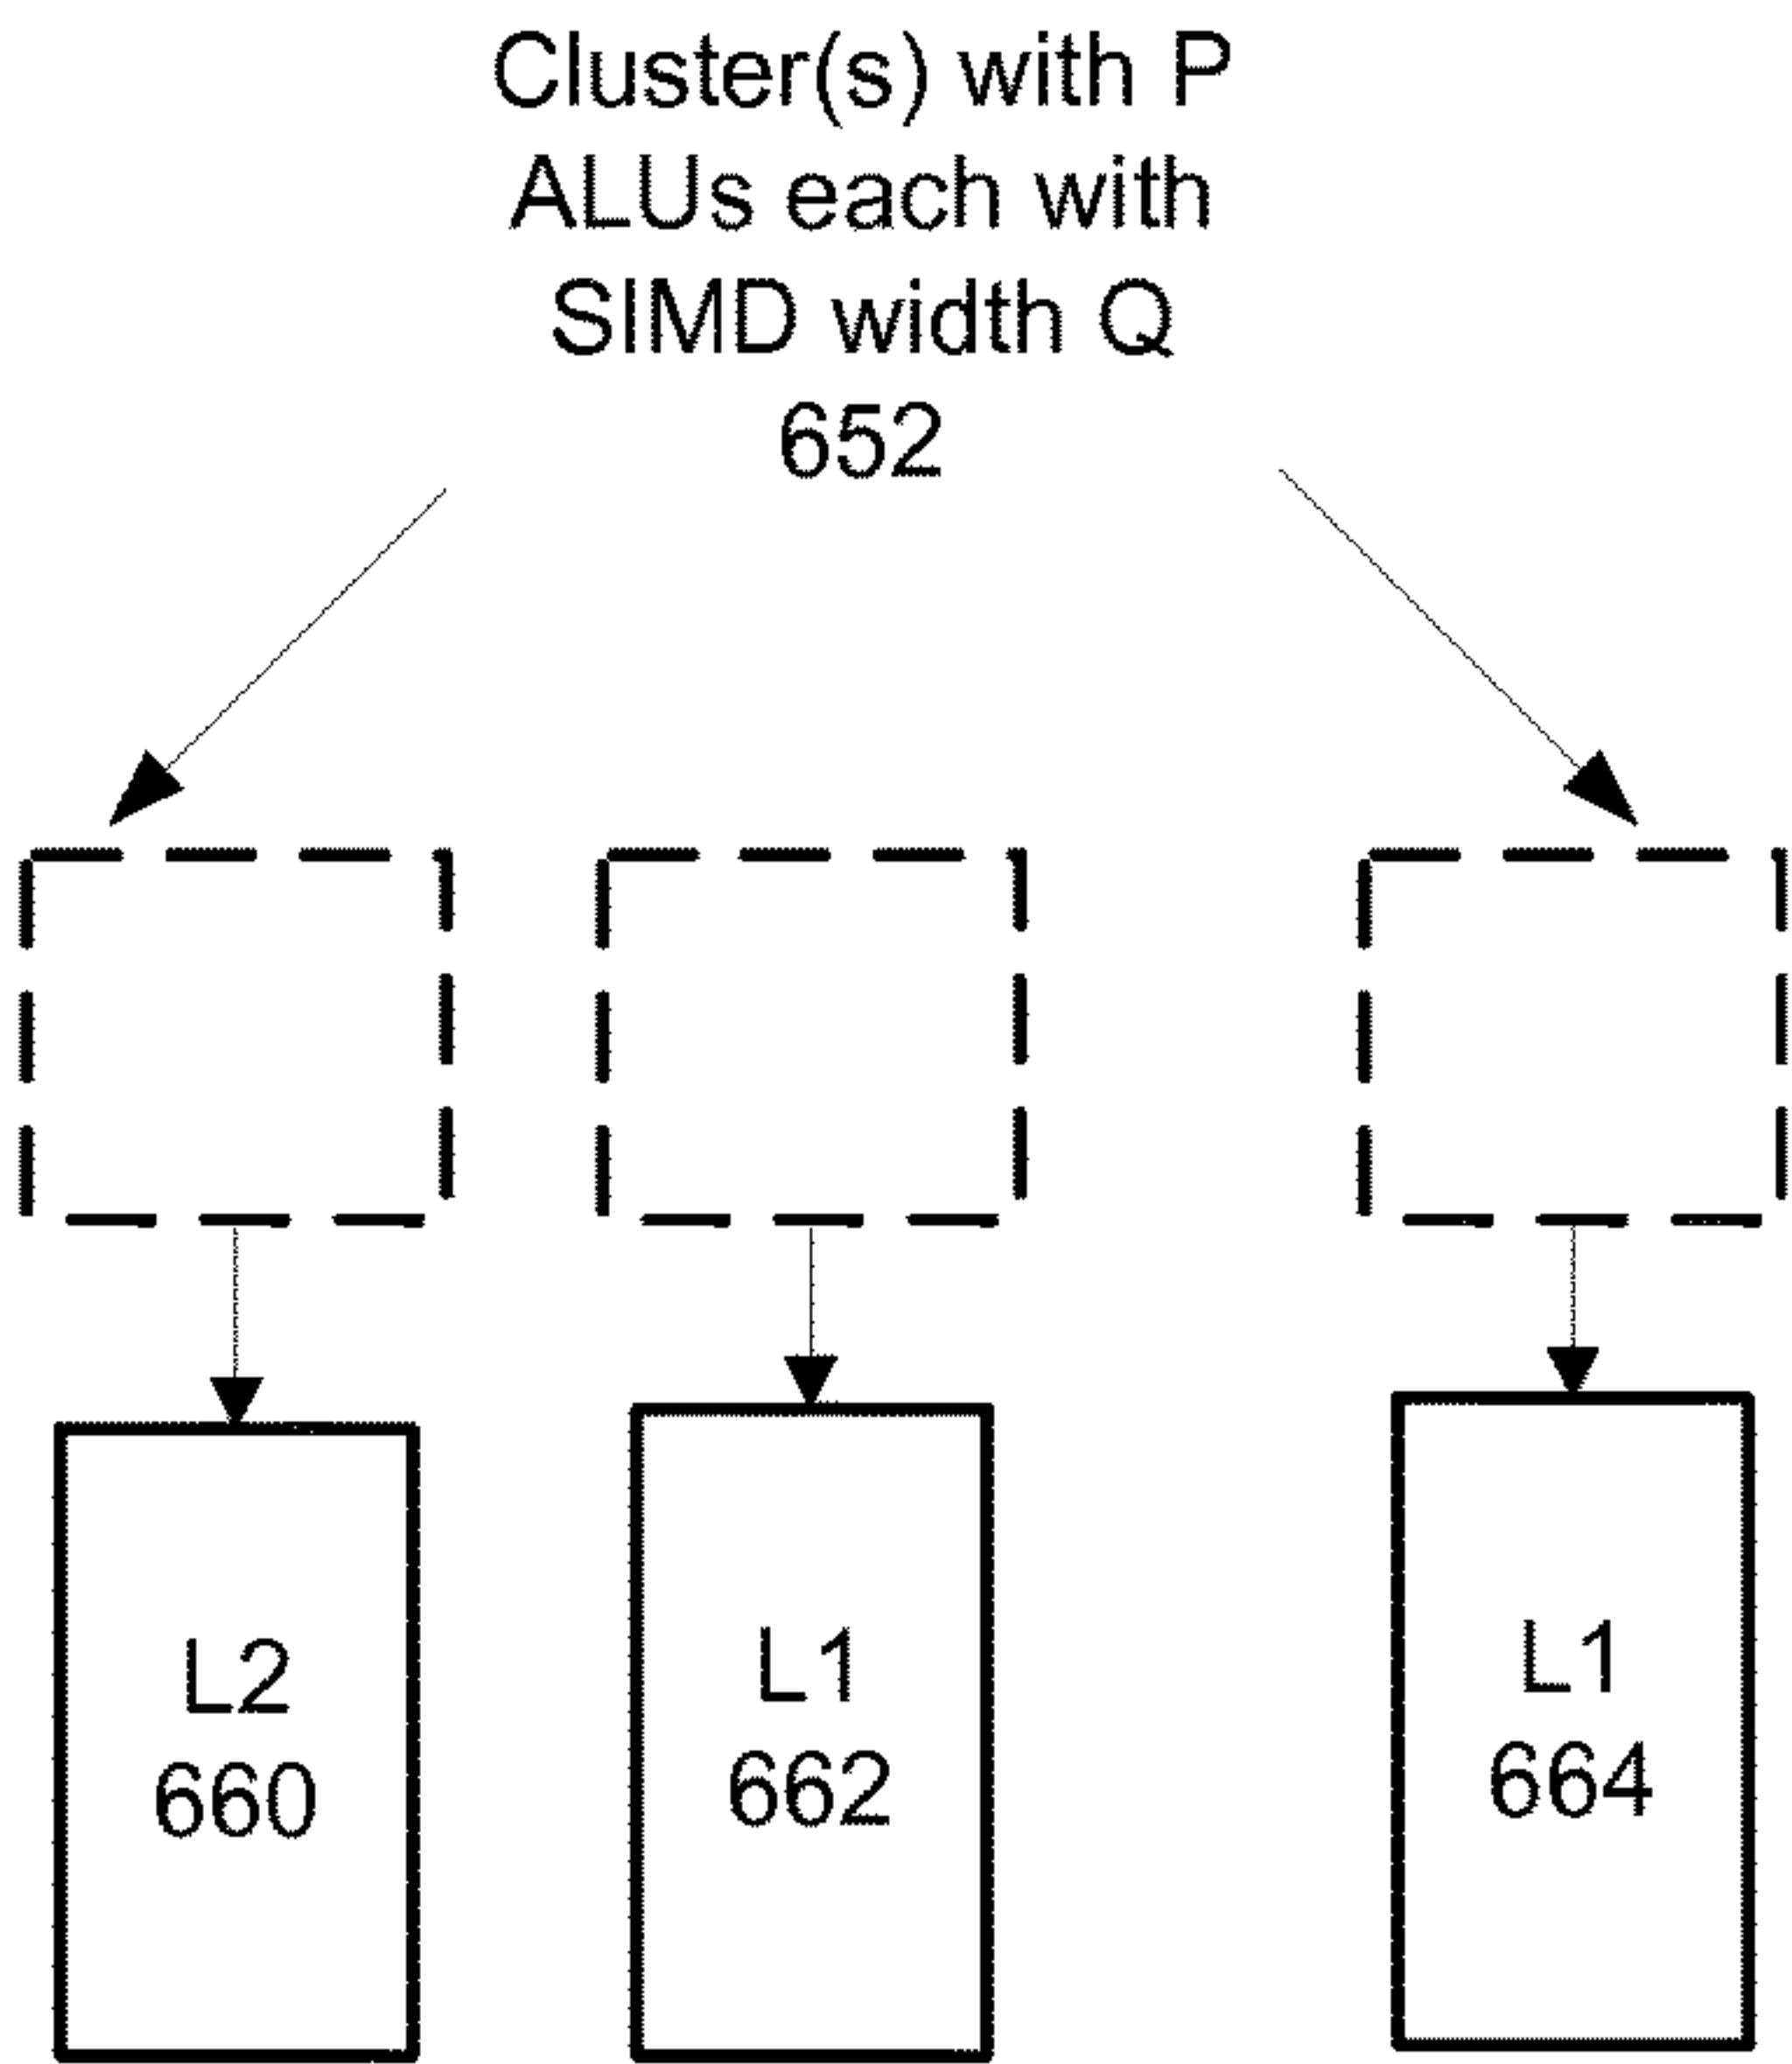 Cluster(s) with P
ALUs each with
SIMD width Q
652
L2
660
L1
662
L1
664